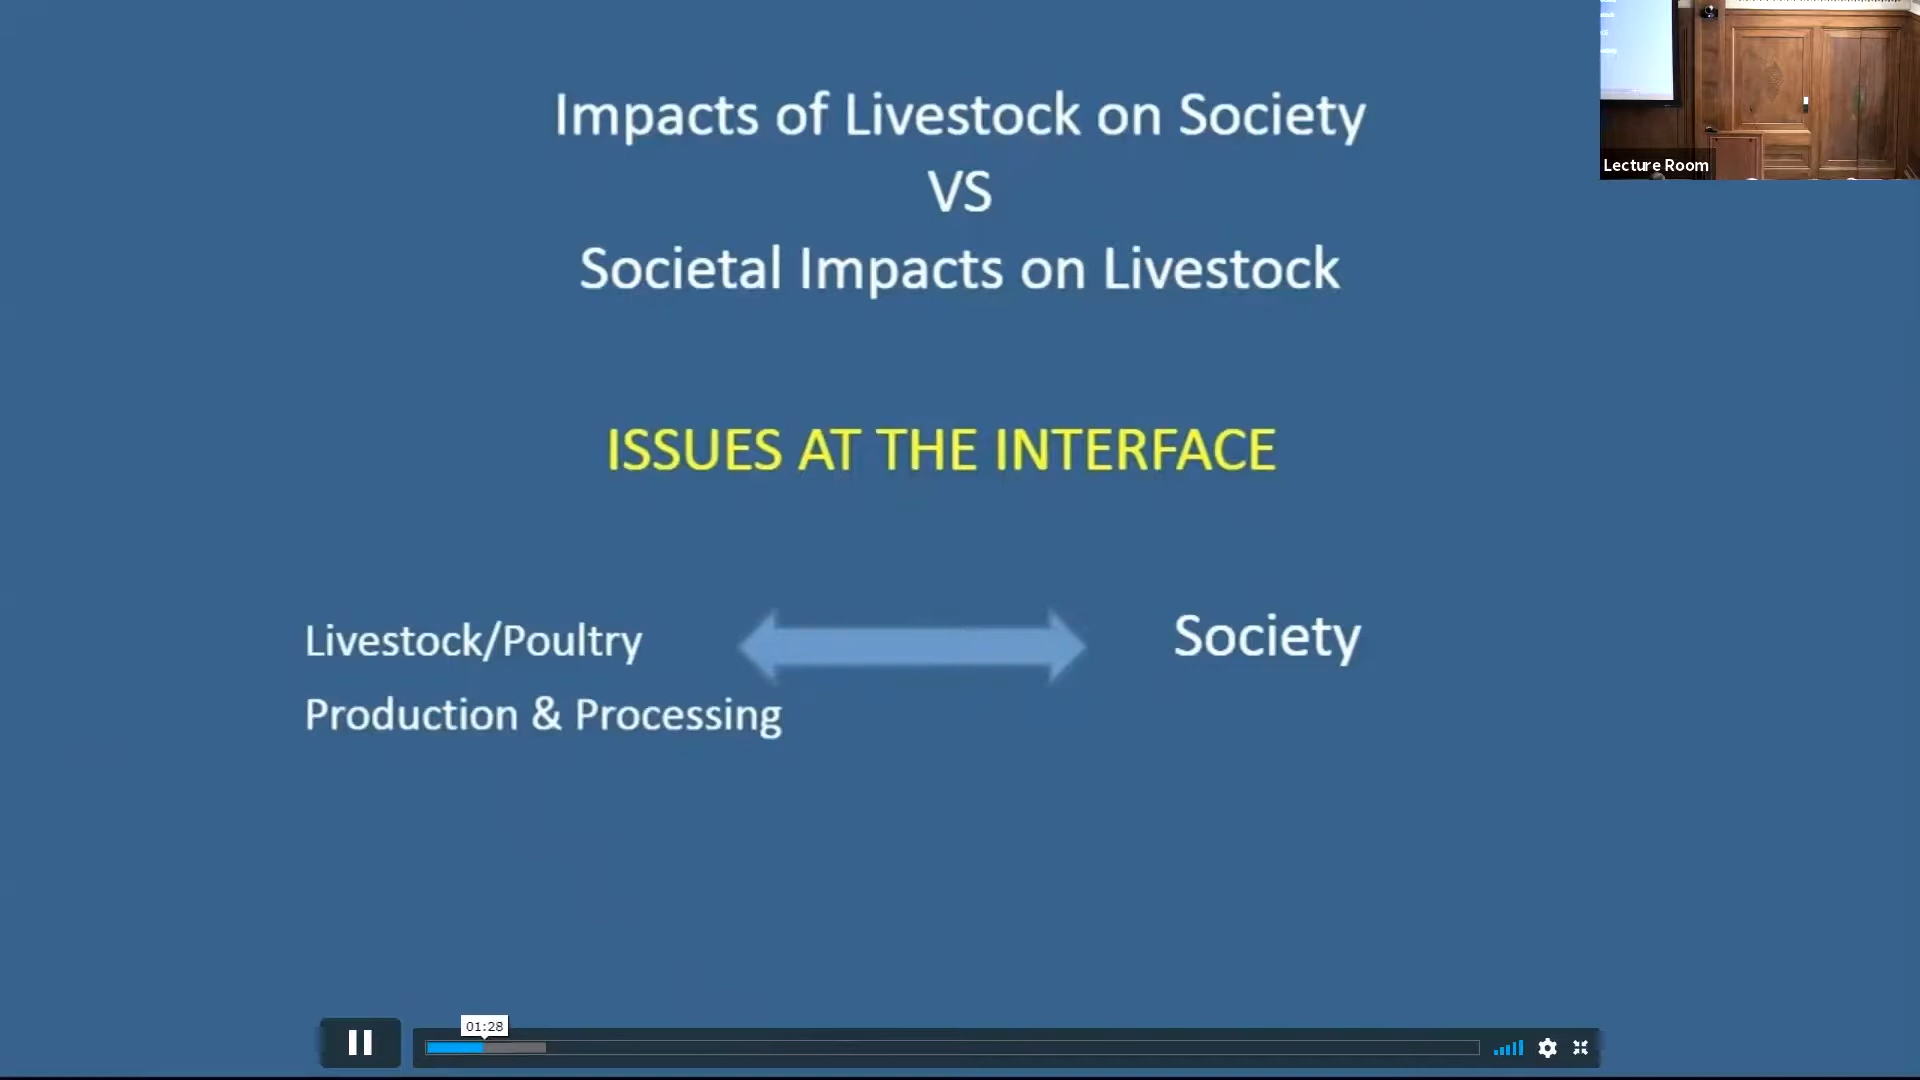 Impacts of Livestock on Society
VS
Societal Impacts on Livestock
Lecture Room
ISSUES AT THE INTERFACE
Livestock/Poultry
Society
Production & Processing
01:28